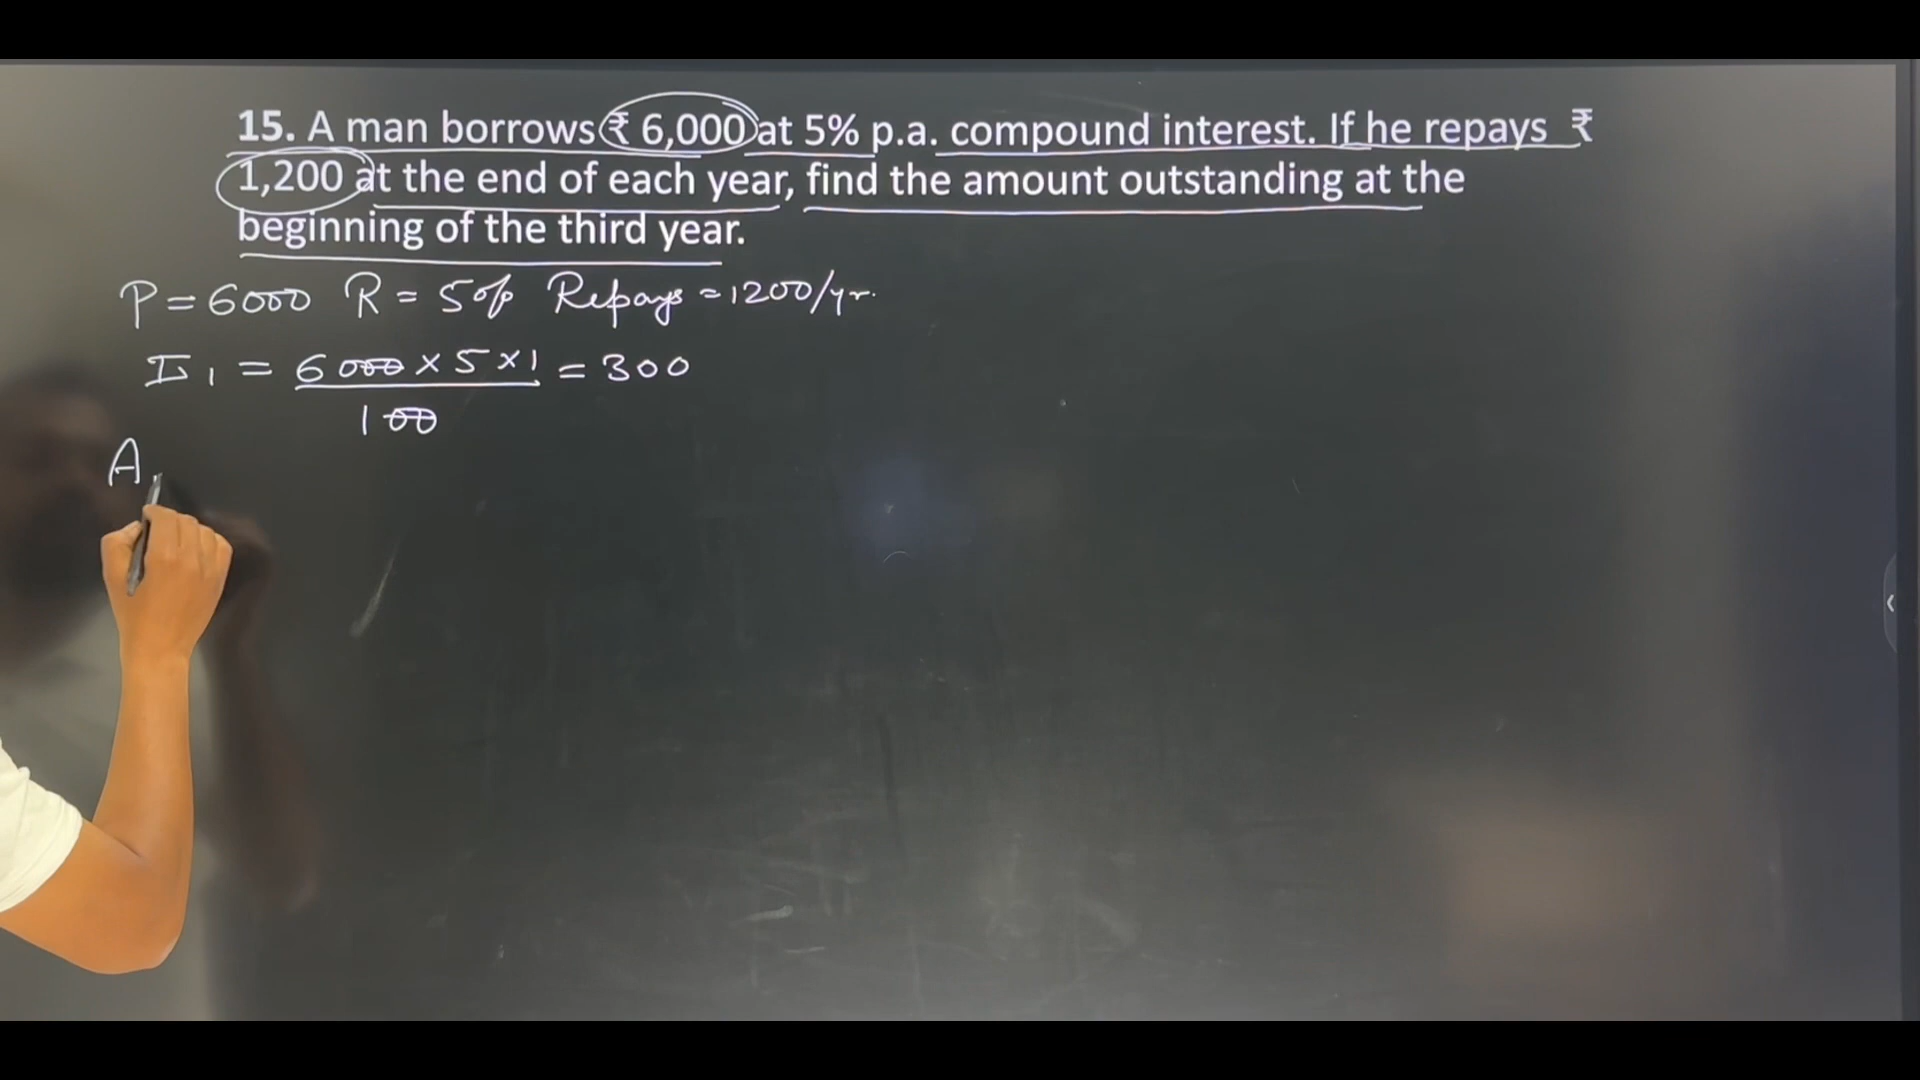 15. A man borrows ₹ 6,000 at 5% p.a. compound interest. If he repays ₹
1,200 at the end of each year, find the amount outstanding at the
beginning of the third year.
P = 6000 R = 5% Repays = 1200/yr.
I₁ = 6000 × 5 × 1 = 300
100
A